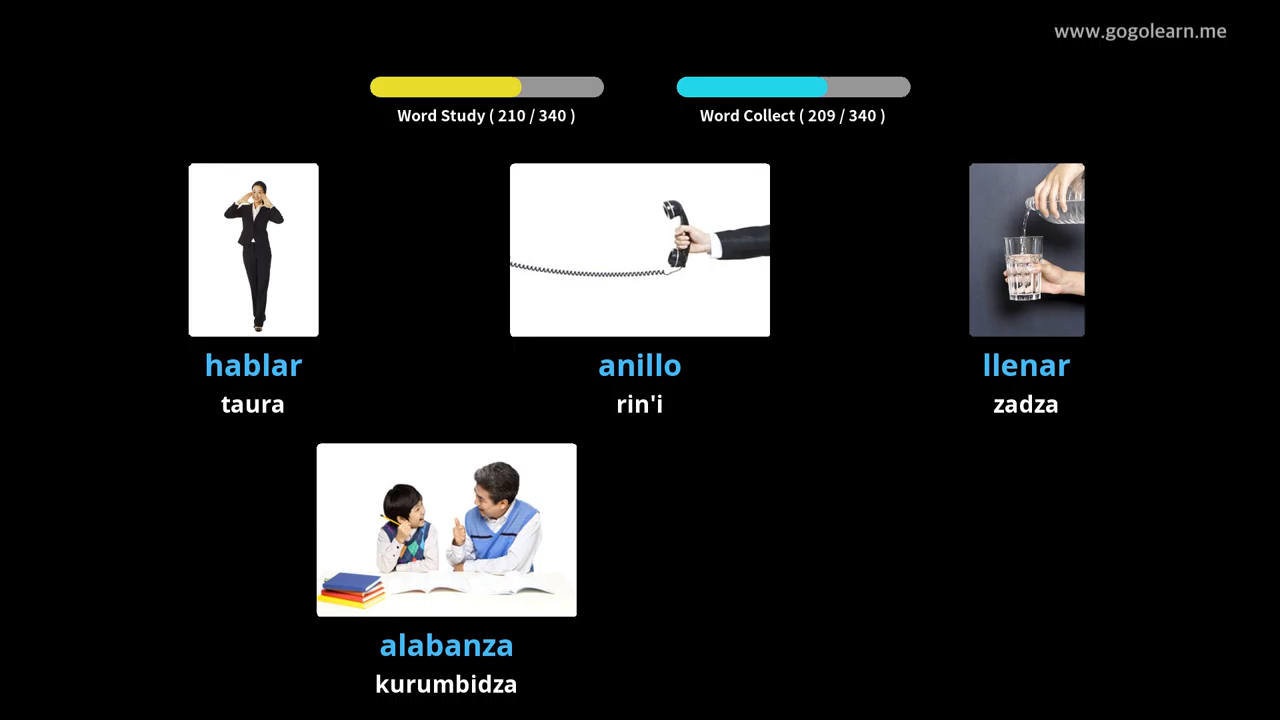 www.gogolearn.me
Word Study ( 210 / 340 )
Word Collect ( 209 / 340 )
hablar
taura
anillo
rin'i
llenar
zadza
alabanza
kurumbidza